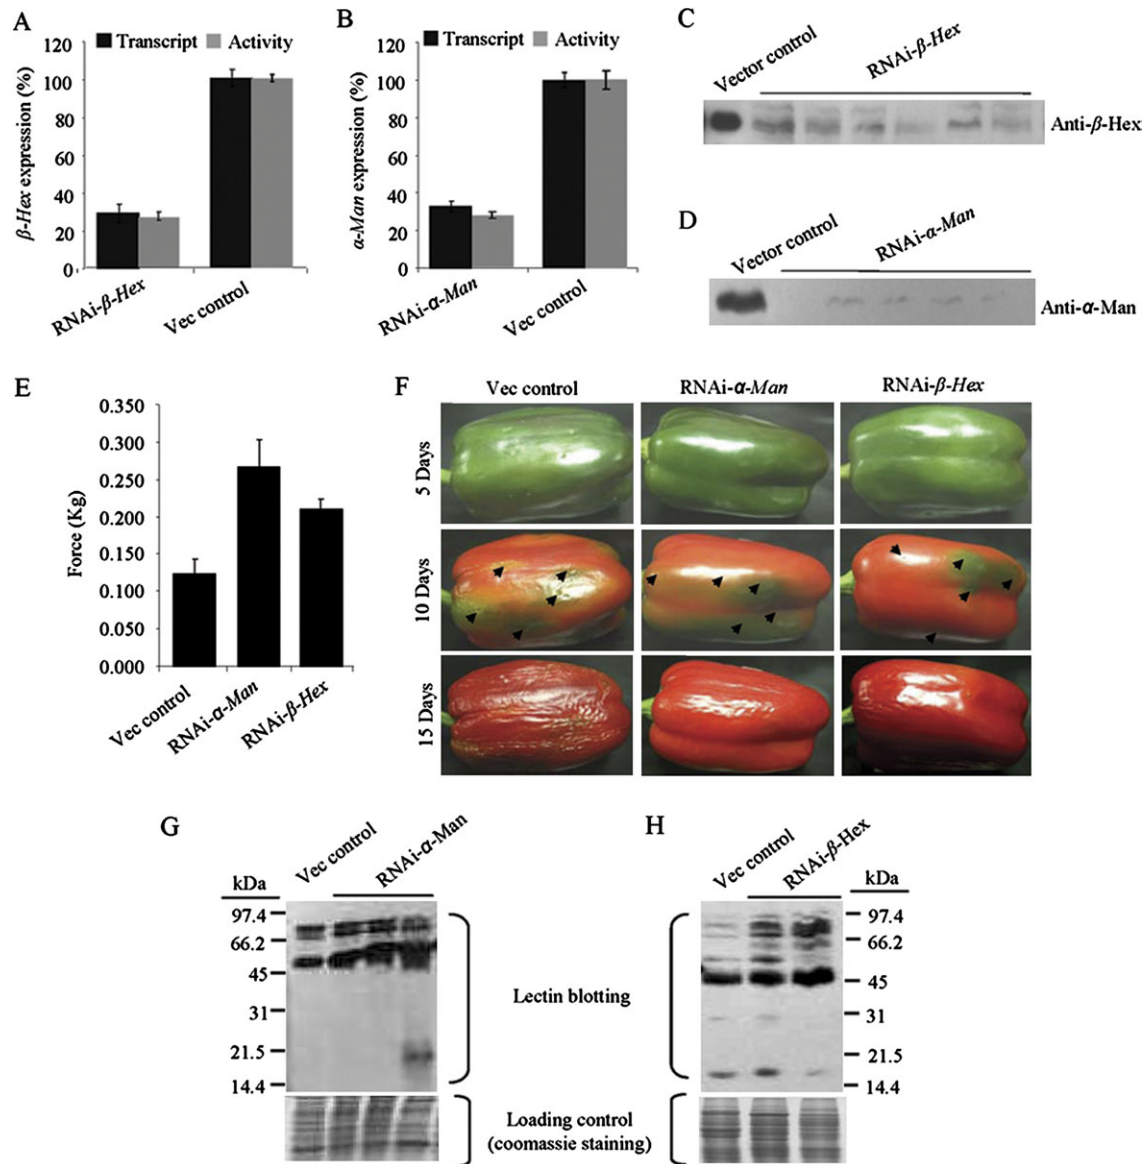 A
120
100
80
60
40
20
0
β-Hex expression (%)
Transcript
Activity
RNAi-β-Hex
Vec control
B
120
100
80
60
40
20
0
α-Man expression (%)
Transcript
Activity
RNAi-α-Man
Vec control
C
Vector control
RNAi-β-Hex
Anti-β-Hex
D
Vector control
RNAi-α-Man
Anti-α-Man
E
0.350
0.300
0.250
0.200
0.150
0.100
0.050
0.000
Force (Kg)
Vec control
RNAi-α-Man
RNAi-β-Hex
F
Vec control
RNAi-α-Man
RNAi-β-Hex
5 Days
10 Days
15 Days
G
Vec control
RNAi-α-Man
kDa
97.4
66.2
45
31
21.5
14.4
Lectin blotting
Loading control
(coomassie staining)
H
Vec control
RNAi-β-Hex
kDa
97.4
66.2
45
31
21.5
14.4